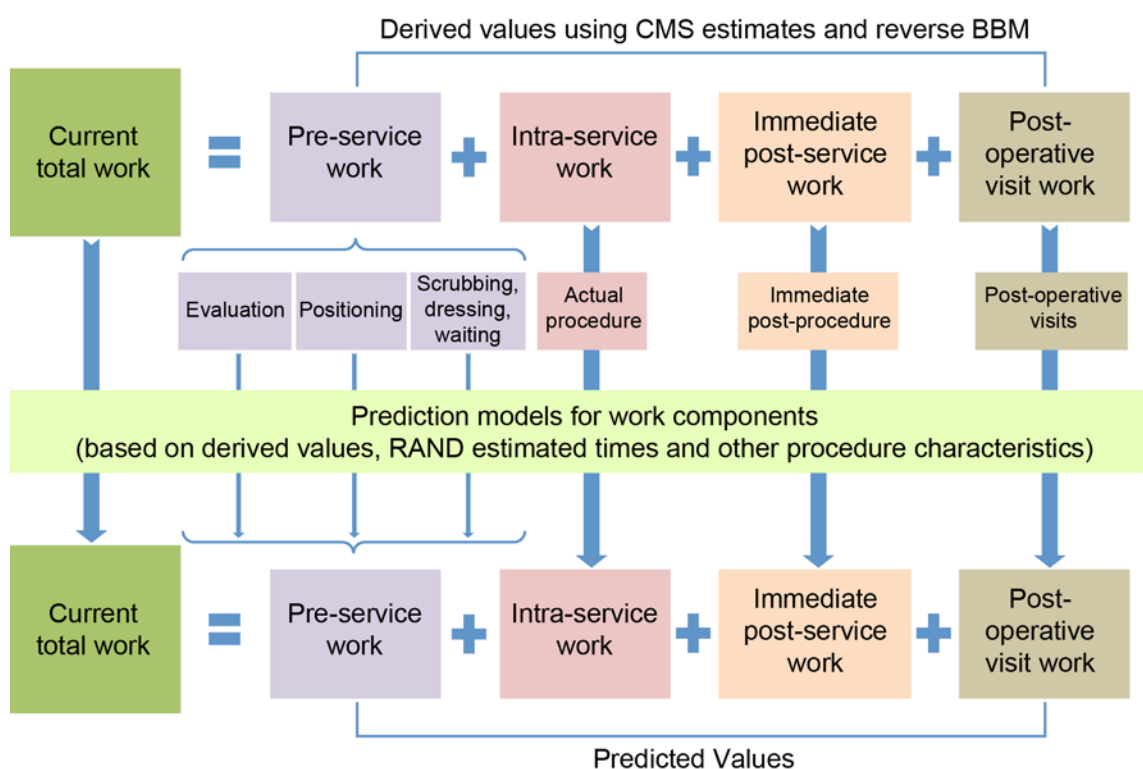 Derived values using CMS estimates and reverse BBM
Current
total work
=
Pre-service
work
+
Intra-service
work
+
Immediate
post-service
work
+
Post-
operative
visit work
Evaluation
Positioning
Scrubbing,
dressing,
waiting
Actual
procedure
Immediate
post-procedure
Post-operative
visits
Prediction models for work components
(based on derived values, RAND estimated times and other procedure characteristics)
Current
total work
=
Pre-service
work
+
Intra-service
work
+
Immediate
post-service
work
+
Post-
operative
visit work
Predicted Values